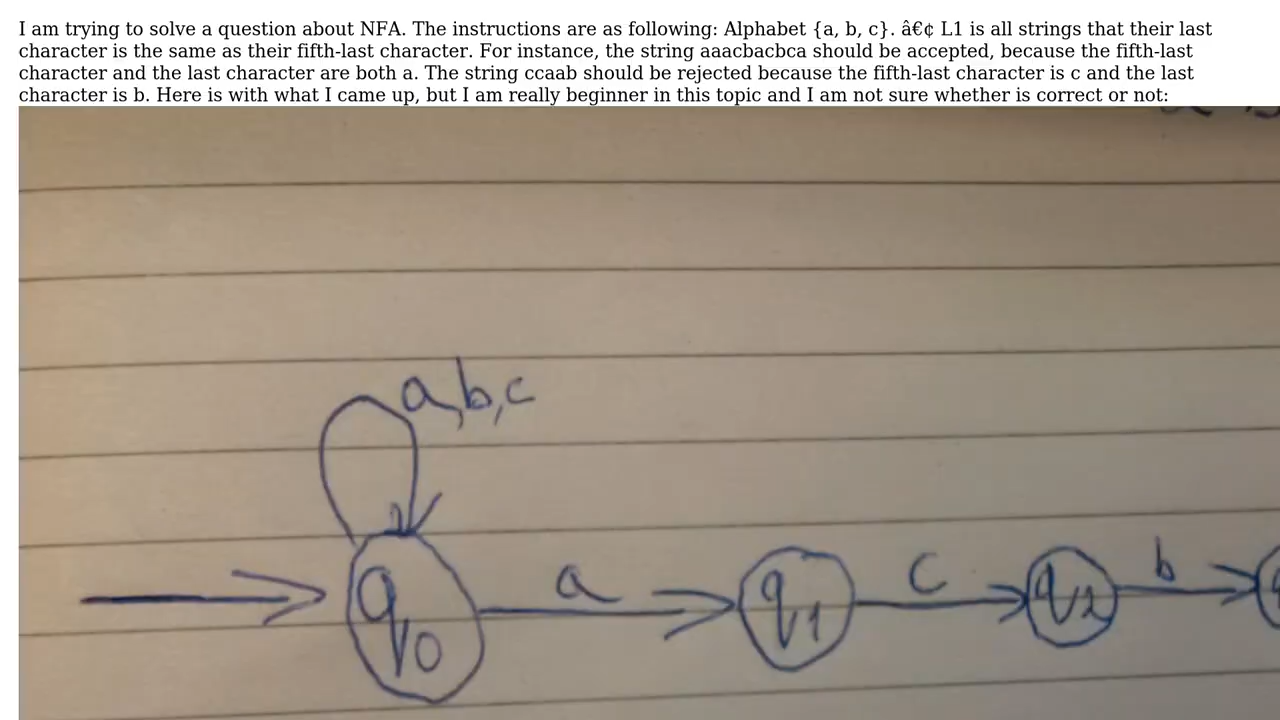 I am trying to solve a question about NFA. The instructions are as following: Alphabet {a, b, c}. â€¢ L1 is all strings that their last
character is the same as their fifth-last character. For instance, the string aaacbacbca should be accepted, because the fifth-last
character and the last character are both a. The string ccaab should be rejected because the fifth-last character is c and the last
character is b. Here is with what I came up, but I am really beginner in this topic and I am not sure whether is correct or not:
a,b,c
q0 a q1 c q2 b